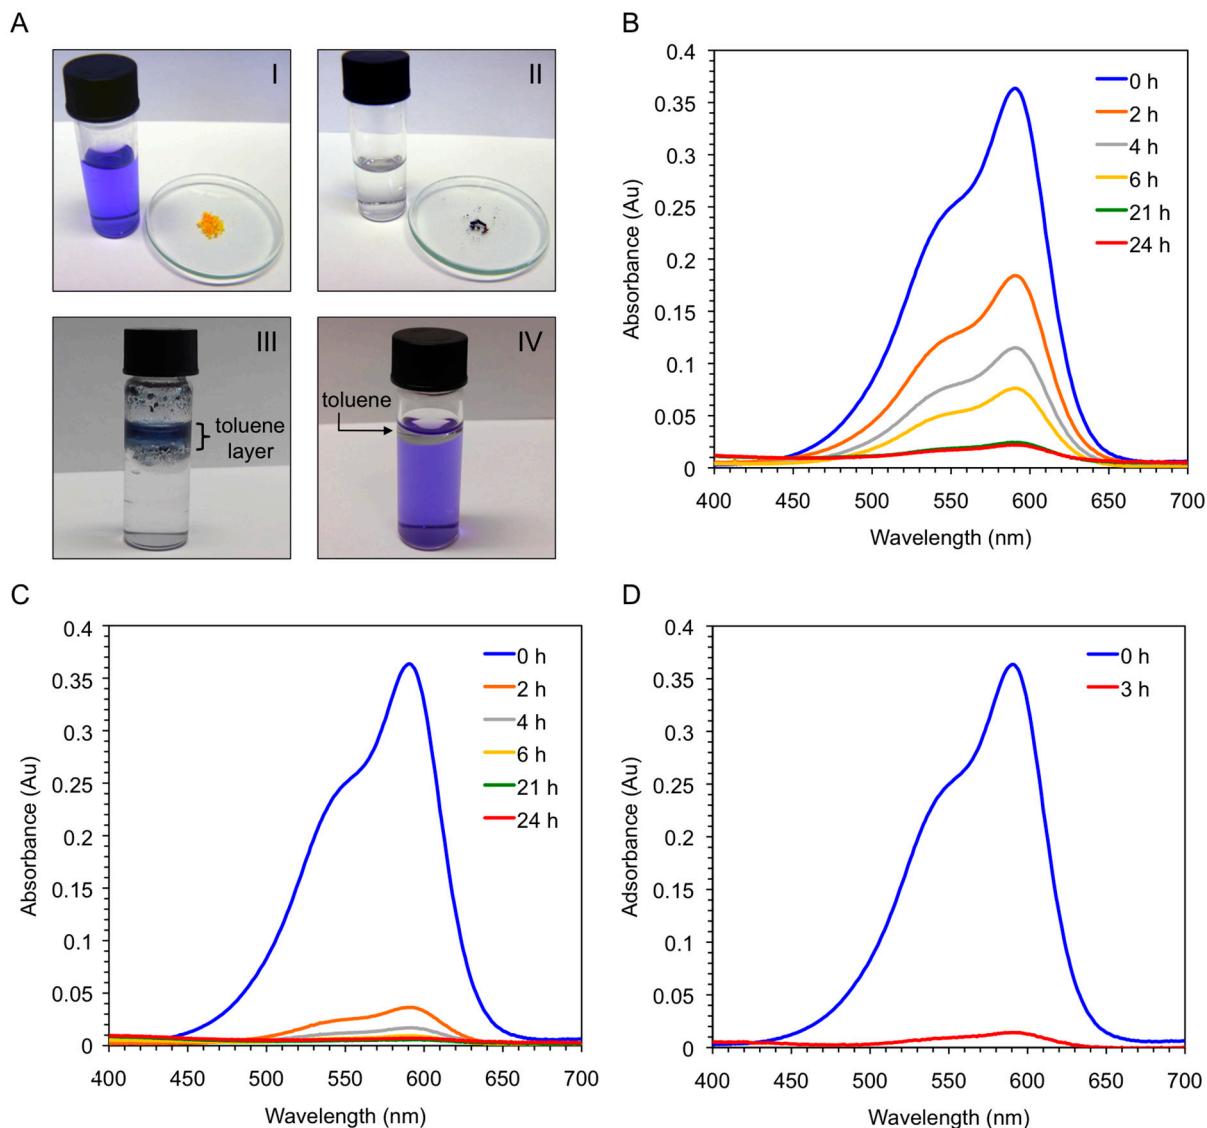 A
I
II
III
toluene
layer
IV
toluene
B
0.4
0.35
0.3
0.25
0.2
0.15
0.1
0.05
0
Absorbance (Au)
400
450
500
550
600
650
700
Wavelength (nm)
0 h
2 h
4 h
6 h
21 h
24 h
C
0.4
0.35
0.3
0.25
0.2
0.15
0.1
0.05
0
Absorbance (Au)
400
450
500
550
600
650
700
Wavelength (nm)
0 h
2 h
4 h
6 h
21 h
24 h
D
0.4
0.35
0.3
0.25
0.2
0.15
0.1
0.05
0
Adsorbance (Au)
400
450
500
550
600
650
700
Wavelength (nm)
0 h
3 h